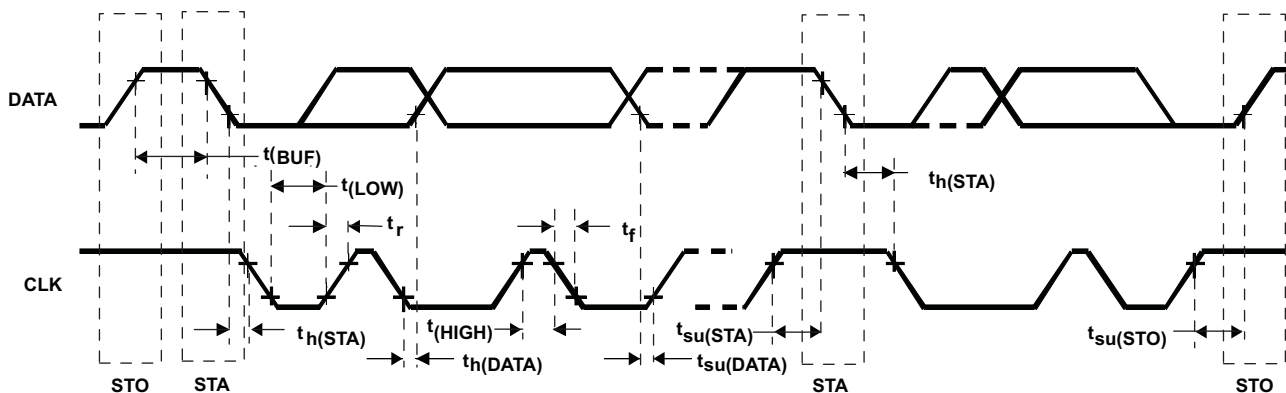 DATA
t(BUF)
t(LOW)
th(STA)
tr
tf
CLK
th(STA)
t(HIGH)
tsu(STA)
tsu(STO)
th(DATA)
tsu(DATA)
STO
STA
STA
STO